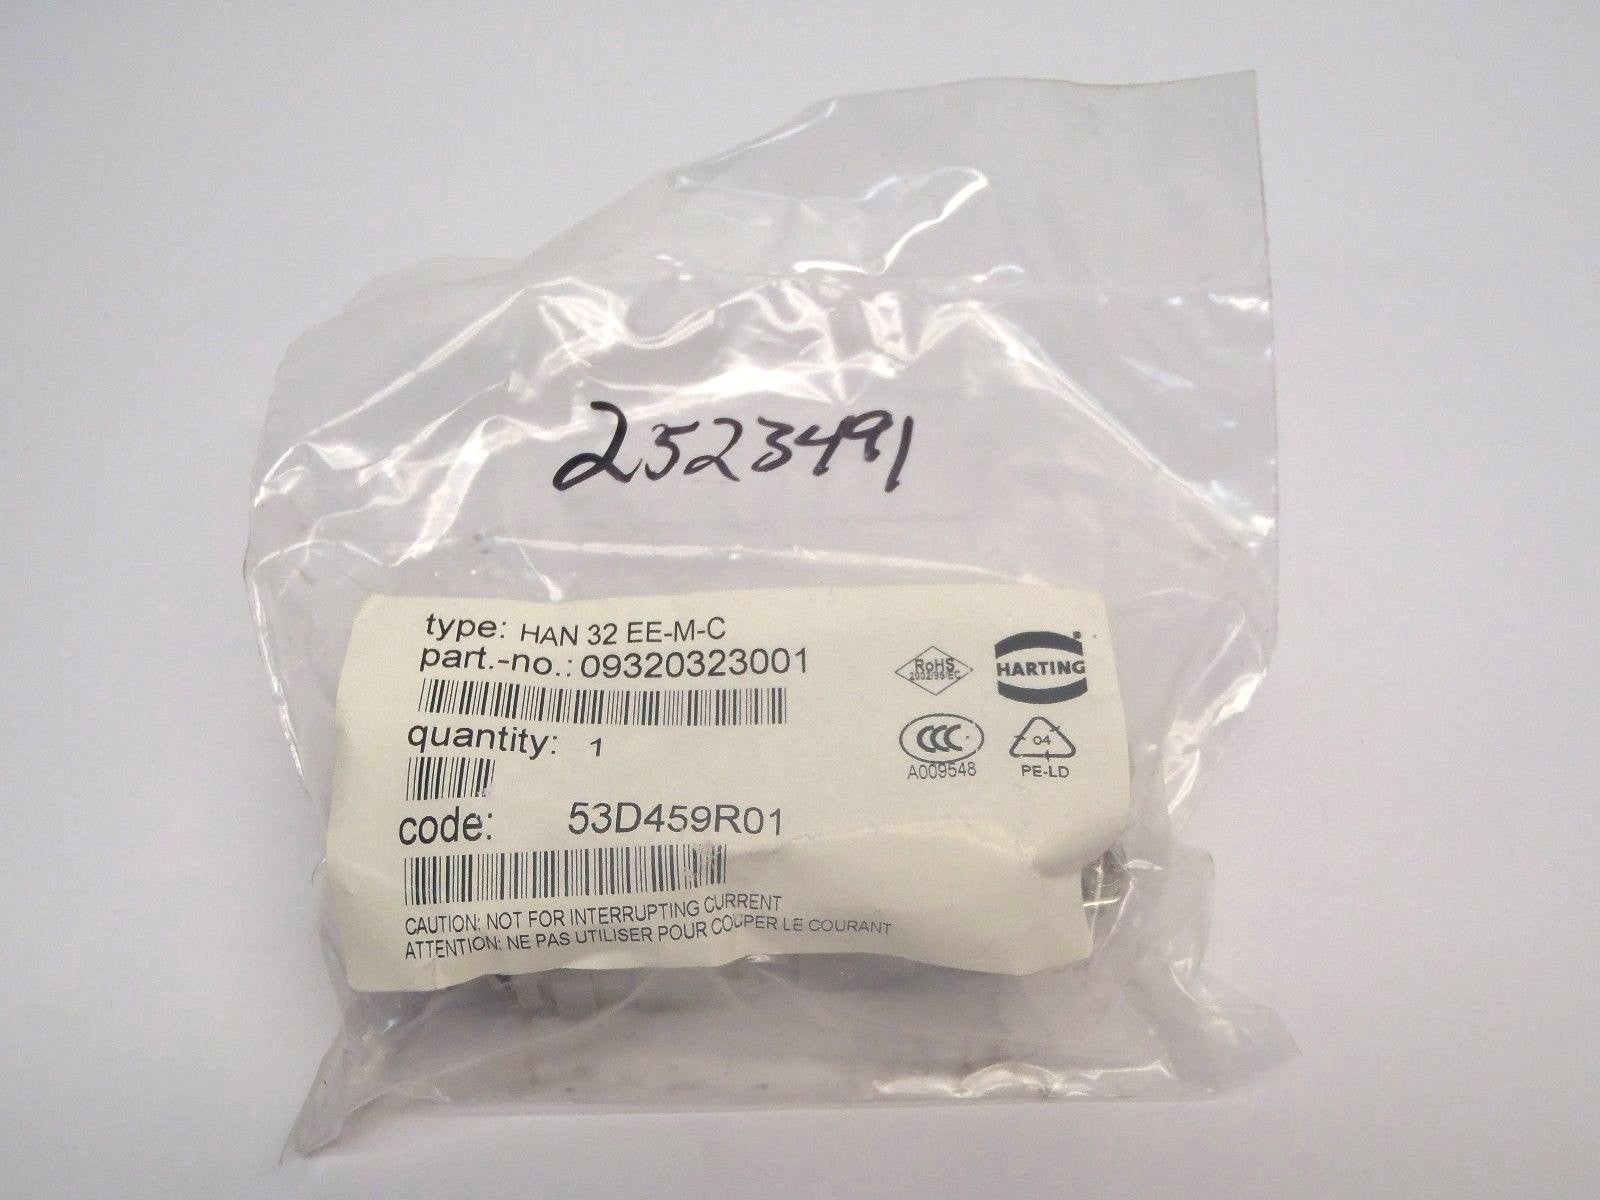 2523491
type: HAN 32 EE-M-C
part.-no.: 09320323001
quantity: 1
code: 53D459R01
CAUTION: NOT FOR INTERRUPTING CURRENT
ATTENTION: NE PAS UTILISER POUR COUPER LE COURANT
RoHS
2002/95/EC
HARTING®
CCC
A009548
04
PE-LD